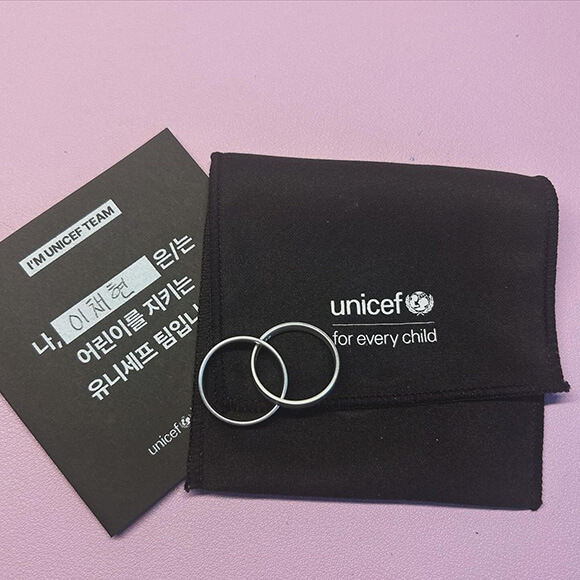 I'M UNICEF TEAM
나, 이채현 은/는
어린이를 지키는
유니세프 팀입니
unicef
unicef
for every child